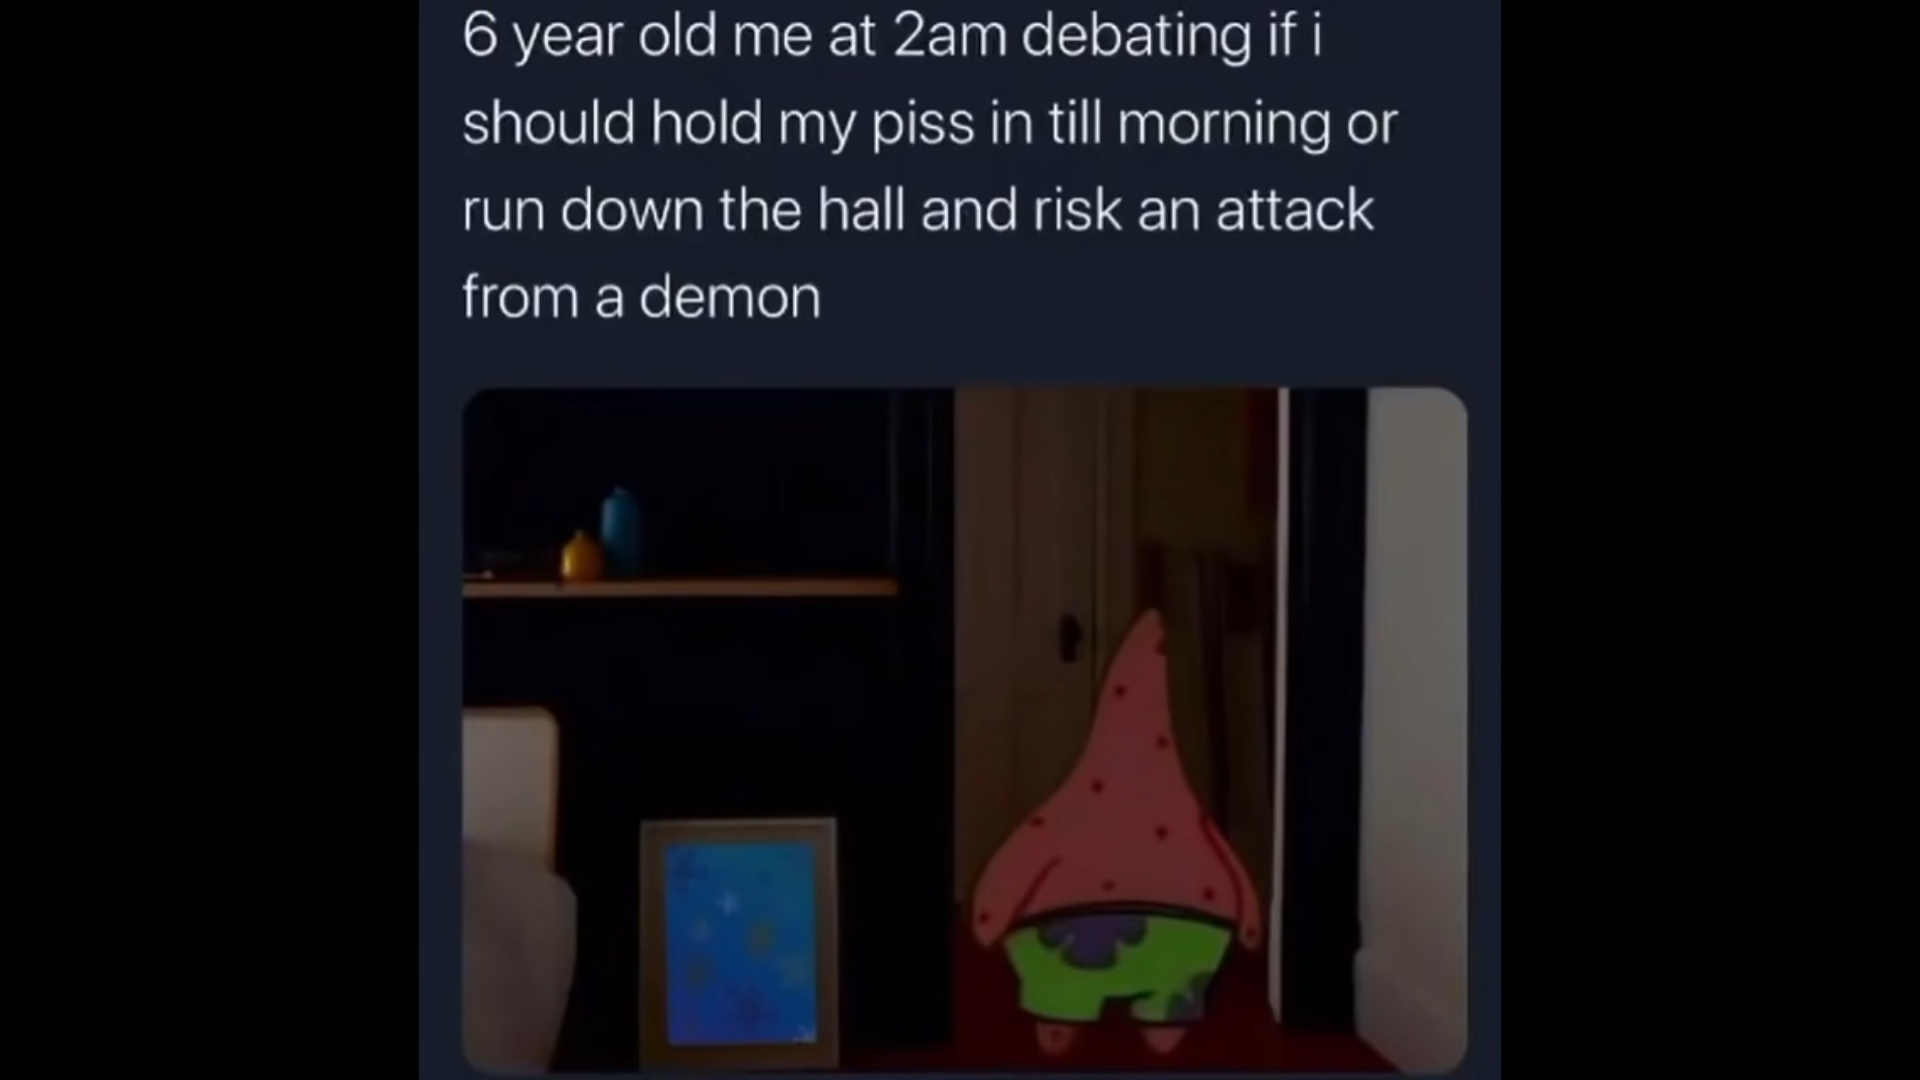 6 year old me at 2am debating if i
should hold my piss in till morning or
run down the hall and risk an attack
from a demon